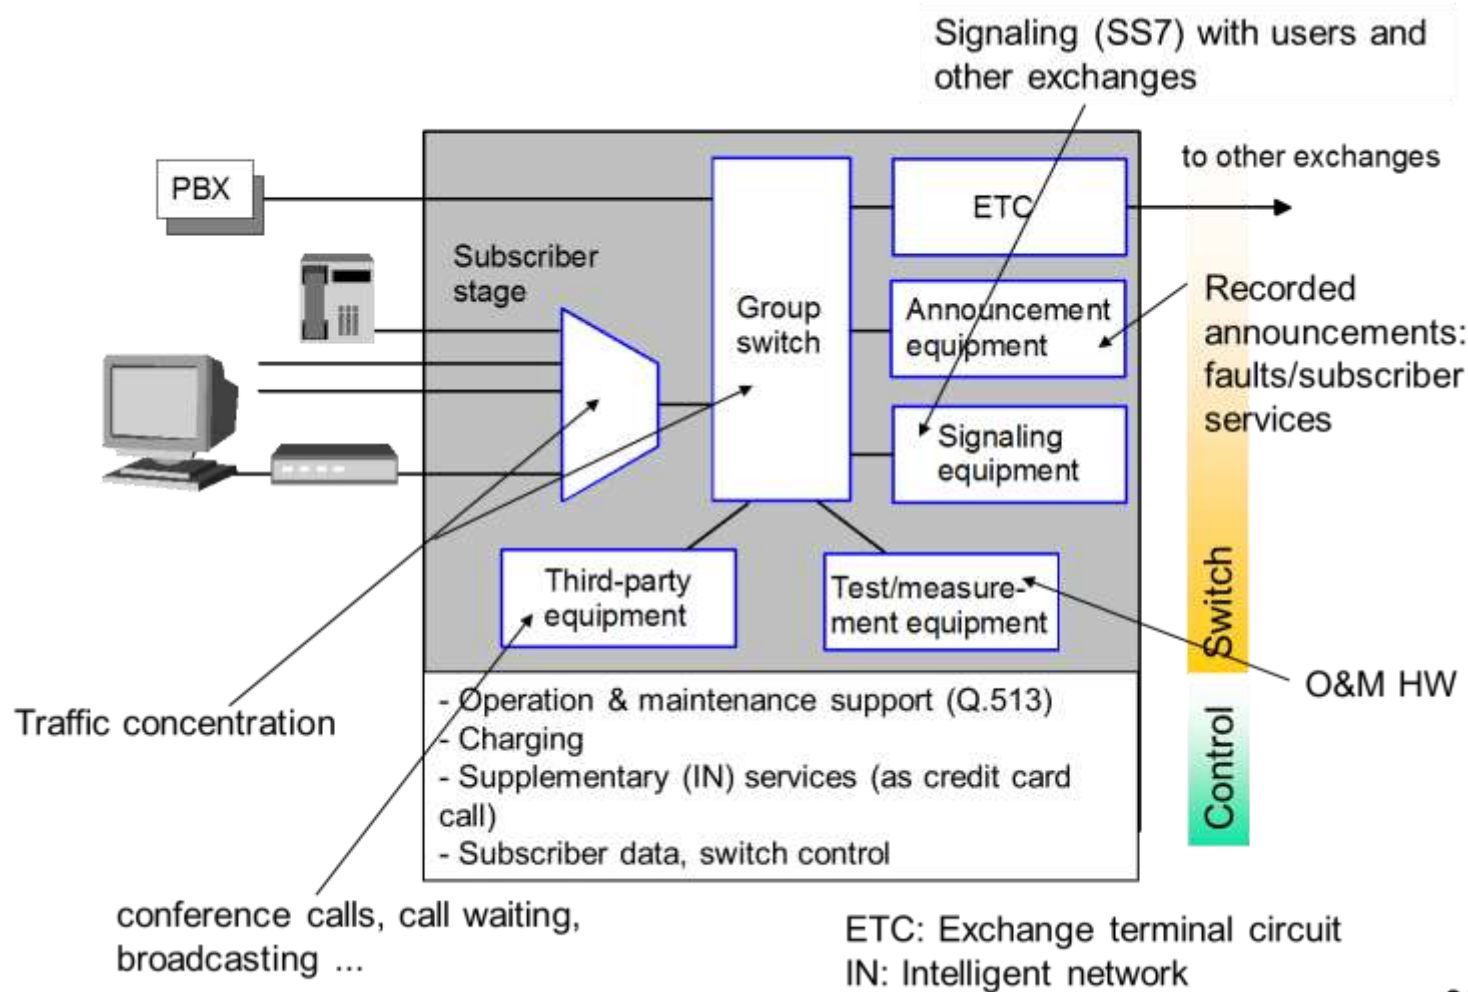 Signaling (SS7) with users and
other exchanges
to other exchanges
PBX
ETC
Subscriber
stage
Group
switch
Announcement
equipment
Recorded
announcements:
faults/subscriber
services
Signaling
equipment
Third-party
equipment
Test/measure-
ment equipment
Switch
O&M HW
Traffic concentration
- Operation & maintenance support (Q.513)
- Charging
- Supplementary (IN) services (as credit card
call)
- Subscriber data, switch control
Control
conference calls, call waiting,
broadcasting ...
ETC: Exchange terminal circuit
IN: Intelligent network